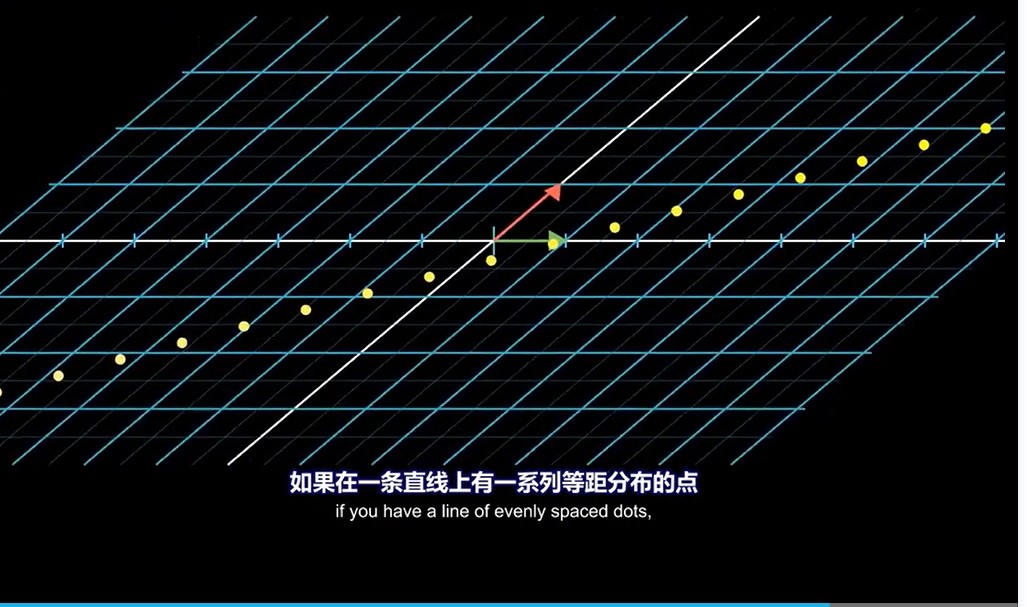 如果在一条直线上有一系列等距分布的点
if you have a line of evenly spaced dots,